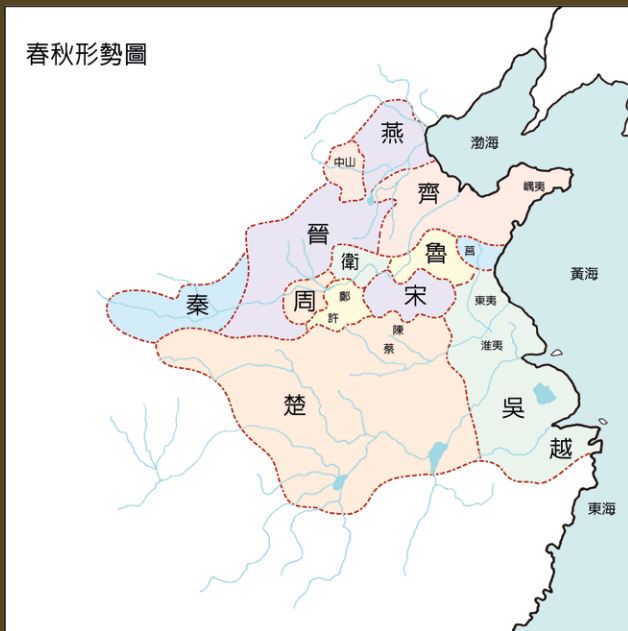 春秋形勢圖
燕
渤海
中山
齊
嵎夷
晉
魯
莒
衛
黃海
秦
周
鄭
宋
東夷
許
陳
蔡
淮夷
楚
吳
越
東海